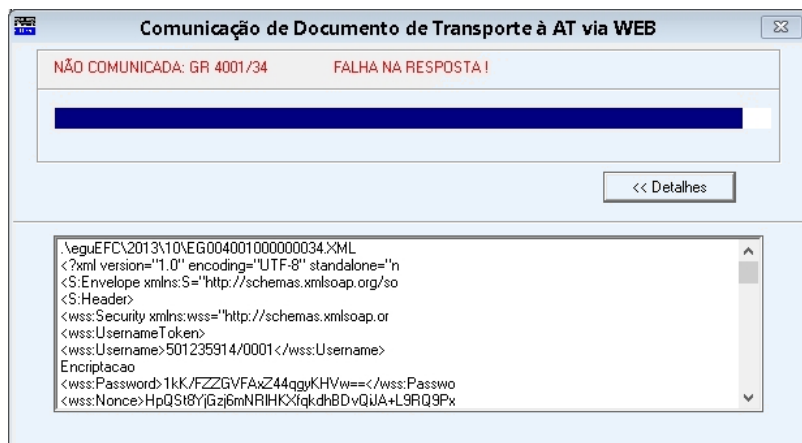 Comunicação de Documento de Transporte à AT via WEB
NÃO COMUNICADA: GR 4001/34 FALHA NA RESPOSTA !
<< Detalhes
.\eguEFC\2013\10\EG004001000000034.XML
<?xml version="1.0" encoding="UTF-8" standalone="n
<S:Envelope xmlns:S="http://schemas.xmlsoap.org/so
<S:Header>
<wss:Security xmlns:wss="http://schemas.xmlsoap.or
<wss:UsernameToken>
<wss:Username>501235914/0001</wss:Username>
Encriptacao
<wss:Password>1kK/FZZGVFAxZ44qgyKHVw==</wss:Passwo
<wss:Nonce>HpQSt8YjGzj6mNRIHKXfqkdhBDvQiJA+L9RQ9Px